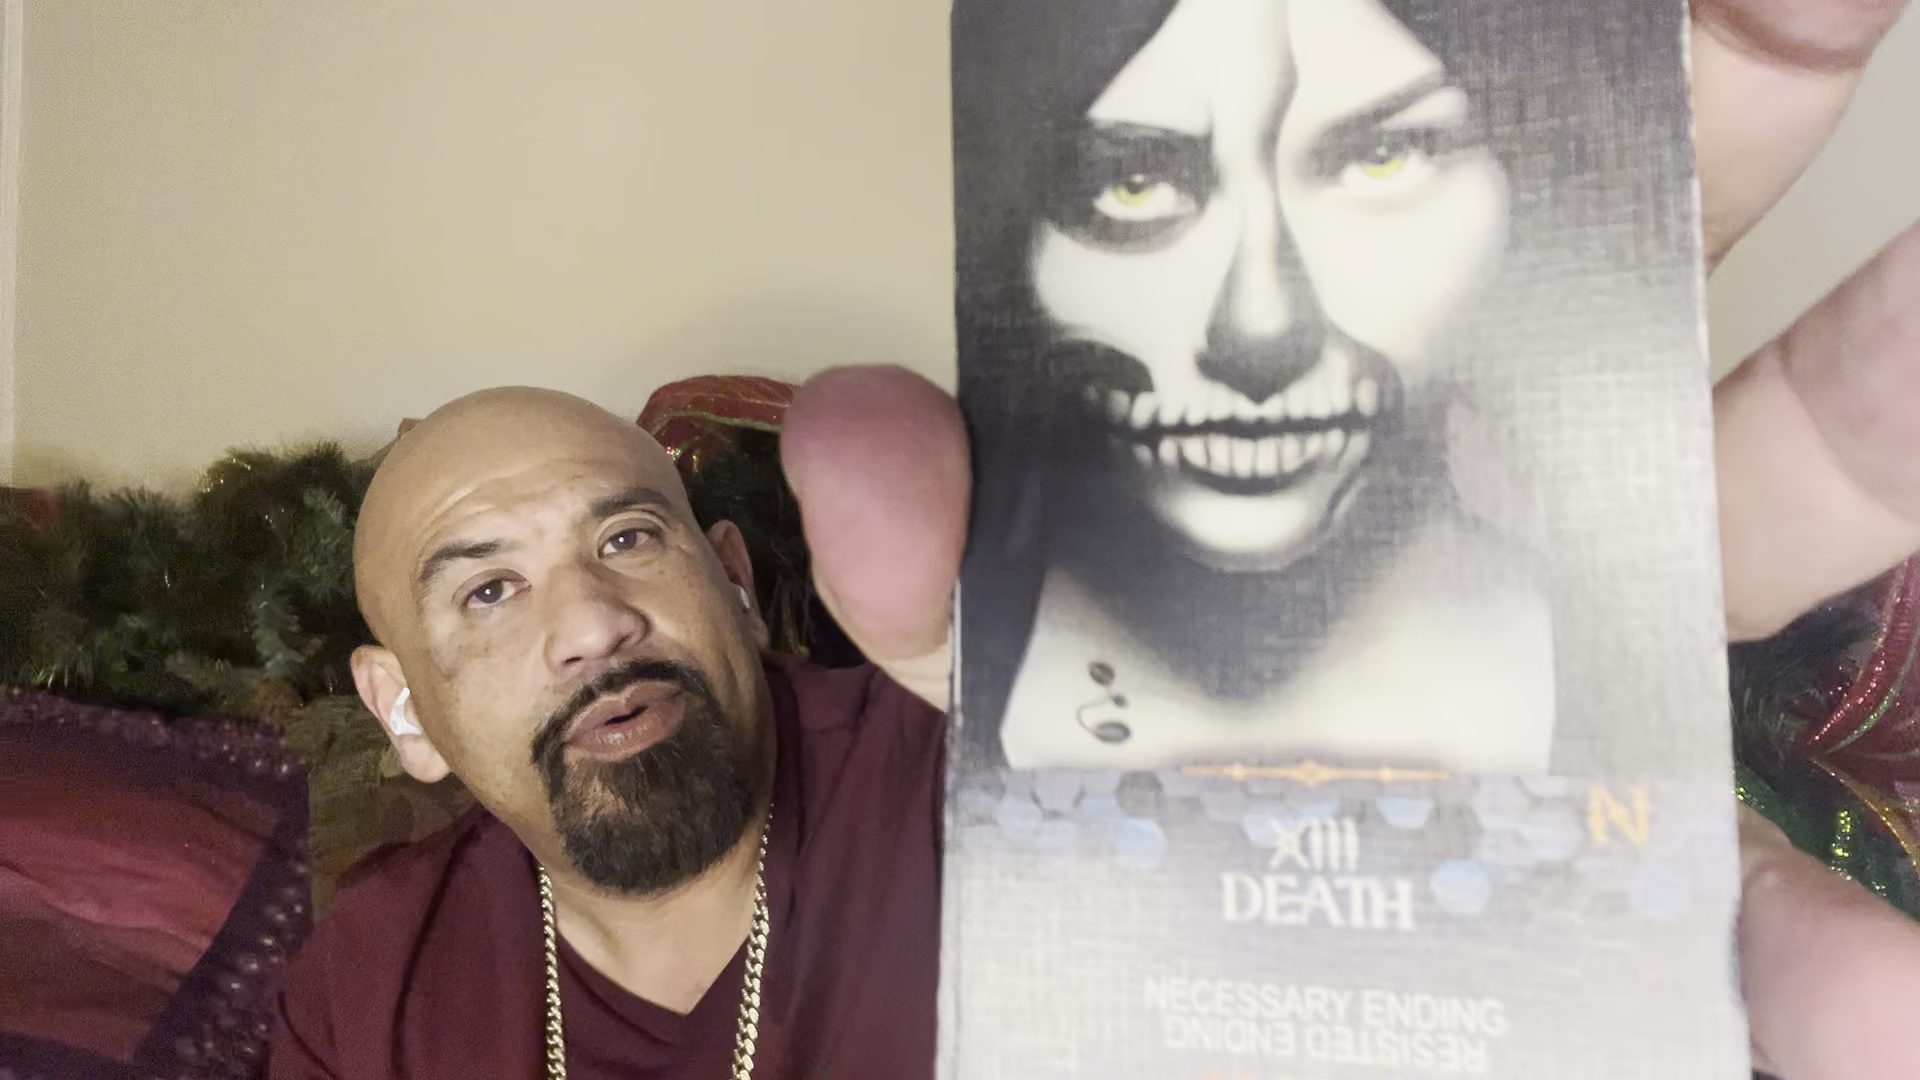 N
XIII
DEATH
NECESSARY ENDING
RESISTED ENDING